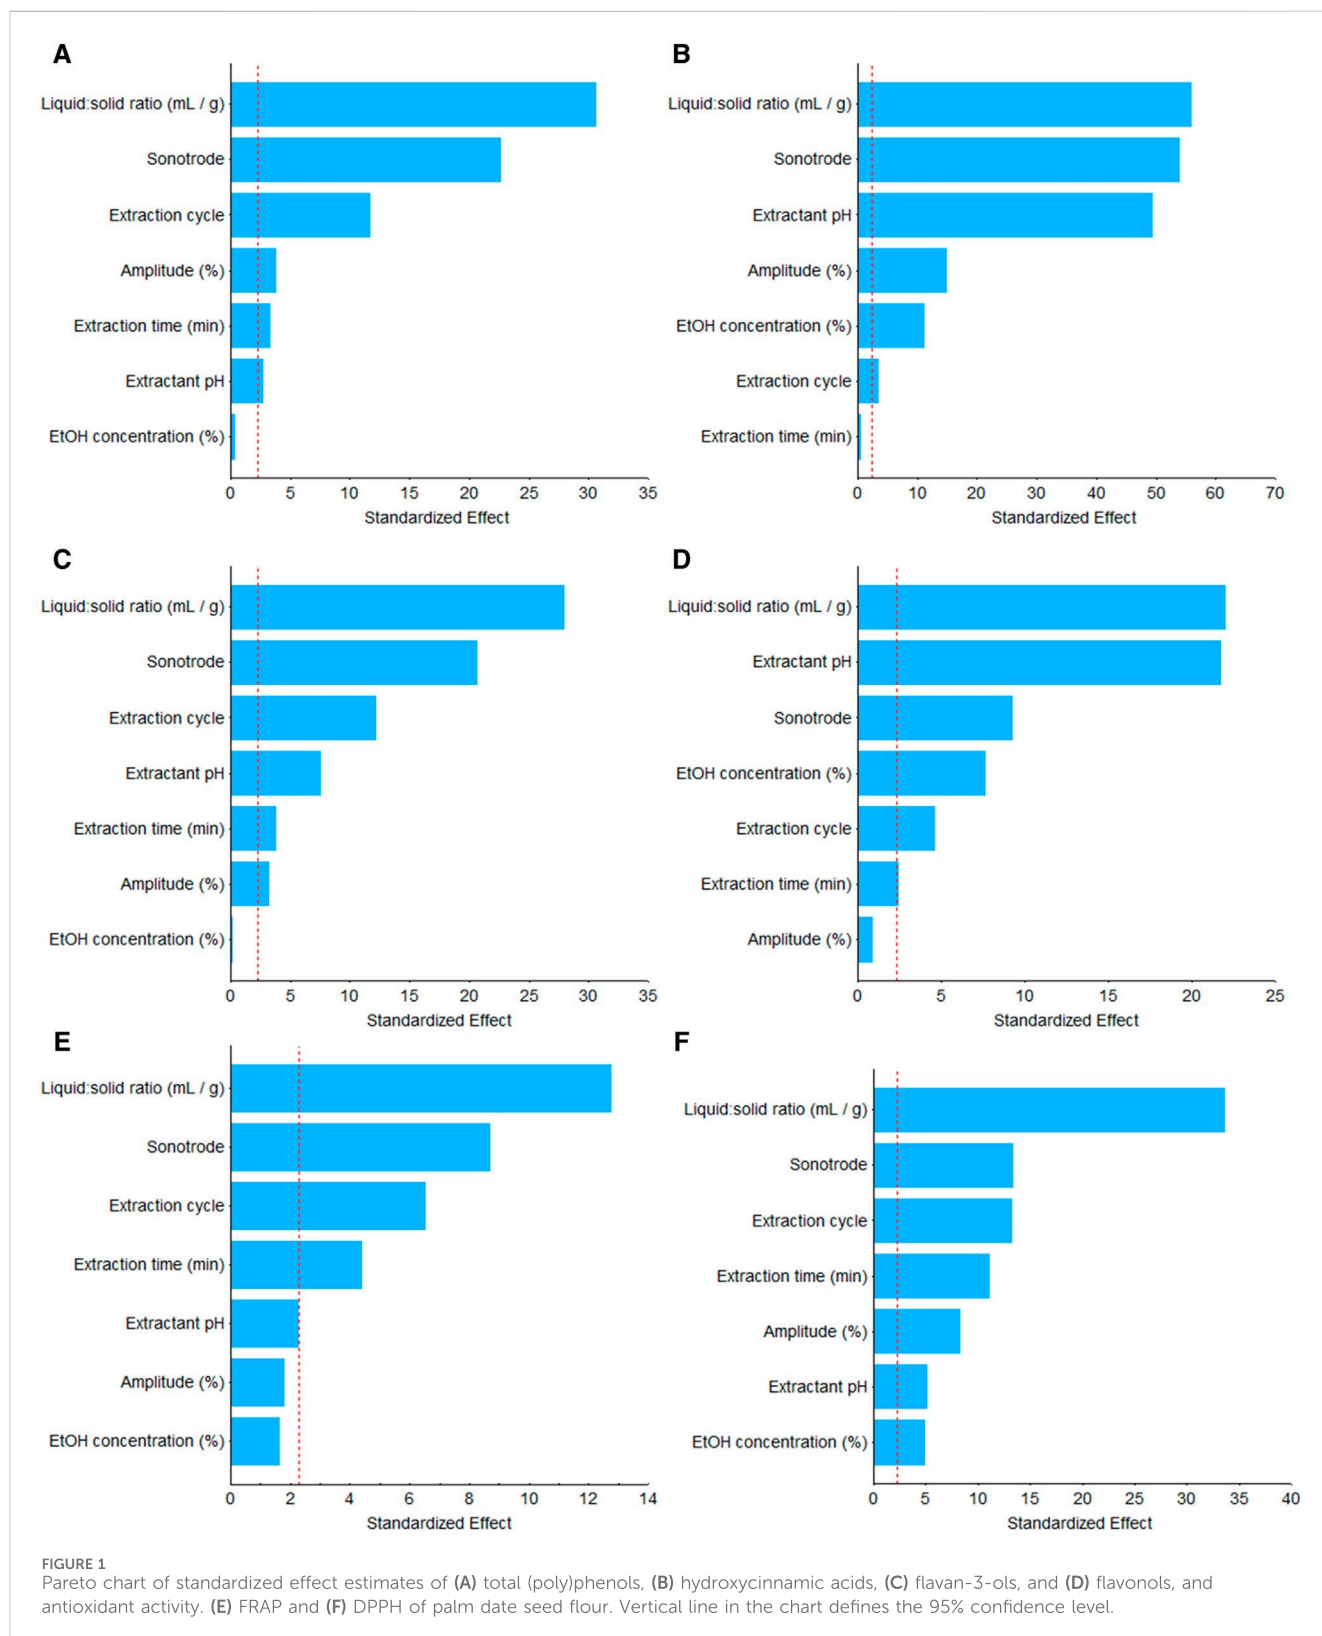 A
Liquid:solid ratio (mL / g)
Sonotrode
Extraction cycle
Amplitude (%)
Extraction time (min)
Extractant pH
EtOH concentration (%)
0 5 10 15 20 25 30 35
Standardized Effect
B
Liquid:solid ratio (mL / g)
Sonotrode
Extractant pH
Amplitude (%)
EtOH concentration (%)
Extraction cycle
Extraction time (min)
0 10 20 30 40 50 60 70
Standardized Effect
C
Liquid:solid ratio (mL / g)
Sonotrode
Extraction cycle
Extractant pH
Extraction time (min)
Amplitude (%)
EtOH concentration (%)
0 5 10 15 20 25 30 35
Standardized Effect
D
Liquid:solid ratio (mL / g)
Extractant pH
Sonotrode
EtOH concentration (%)
Extraction cycle
Extraction time (min)
Amplitude (%)
0 5 10 15 20 25
Standardized Effect
E
Liquid:solid ratio (mL / g)
Sonotrode
Extraction cycle
Extraction time (min)
Extractant pH
Amplitude (%)
EtOH concentration (%)
0 2 4 6 8 10 12 14
Standardized Effect
F
Liquid:solid ratio (mL / g)
Sonotrode
Extraction cycle
Extraction time (min)
Amplitude (%)
Extractant pH
EtOH concentration (%)
0 5 10 15 20 25 30 35 40
Standardized Effect
FIGURE 1
Pareto chart of standardized effect estimates of (A) total (poly)phenols, (B) hydroxycinnamic acids, (C) flavan-3-ols, and (D) flavonols, and
antioxidant activity. (E) FRAP and (F) DPPH of palm date seed flour. Vertical line in the chart defines the 95% confidence level.